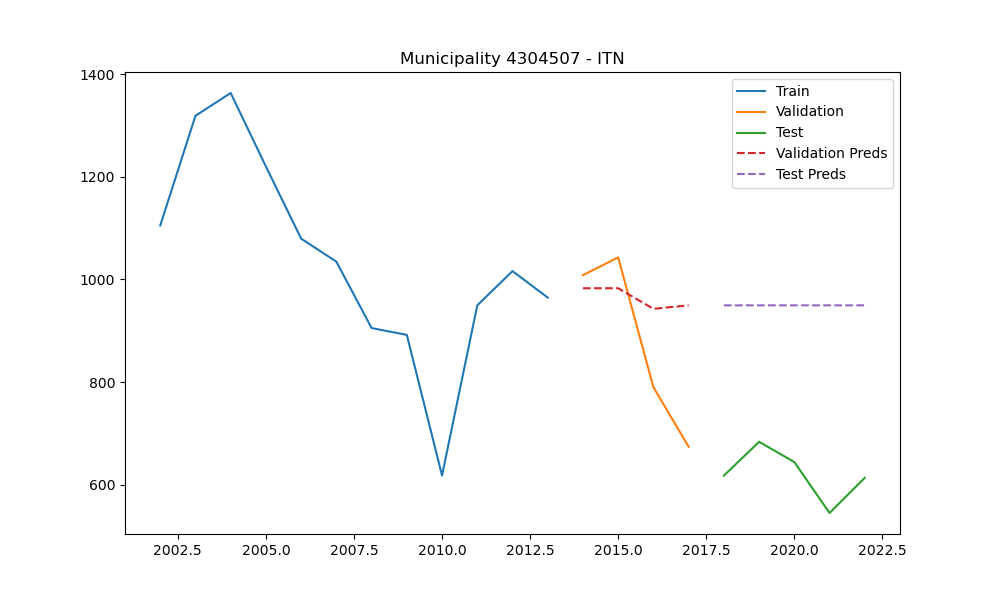 Municipality 4304507 - ITN
1400
1200
1000
800
600
2002.5 2005.0 2007.5 2010.0 2012.5 2015.0 2017.5 2020.0 2022.5
Train
Validation
Test
Validation Preds
Test Preds